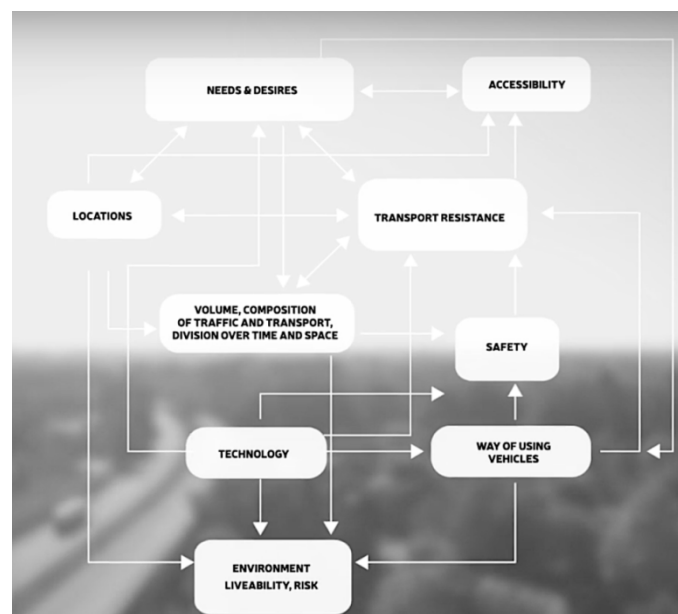 NEEDS & DESIRES
ACCESSIBILITY
LOCATIONS
TRANSPORT RESISTANCE
VOLUME, COMPOSITION
OF TRAFFIC AND TRANSPORT,
DIVISION OVER TIME AND SPACE
SAFETY
TECHNOLOGY
WAY OF USING
VEHICLES
ENVIRONMENT
LIVEABILITY, RISK